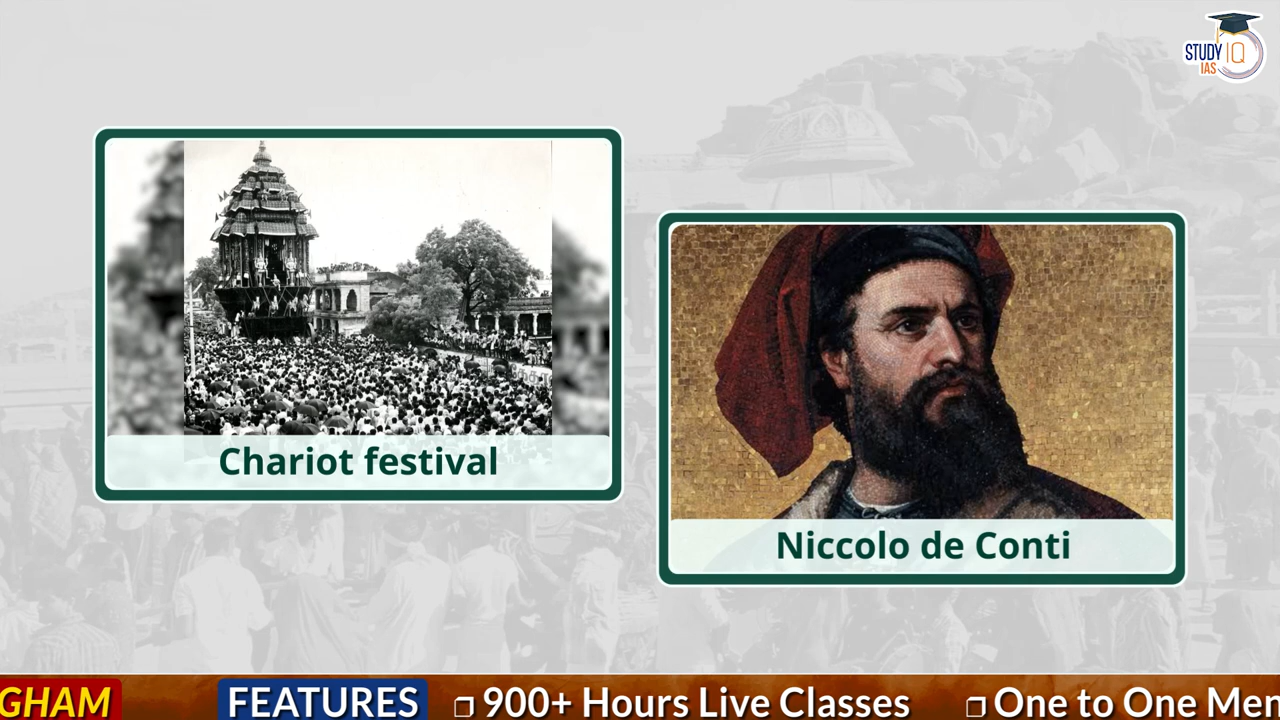 STUDY IQ
IAS
Chariot festival
Niccolo de Conti
GHAM
FEATURES
900+ Hours Live Classes
One to One Men